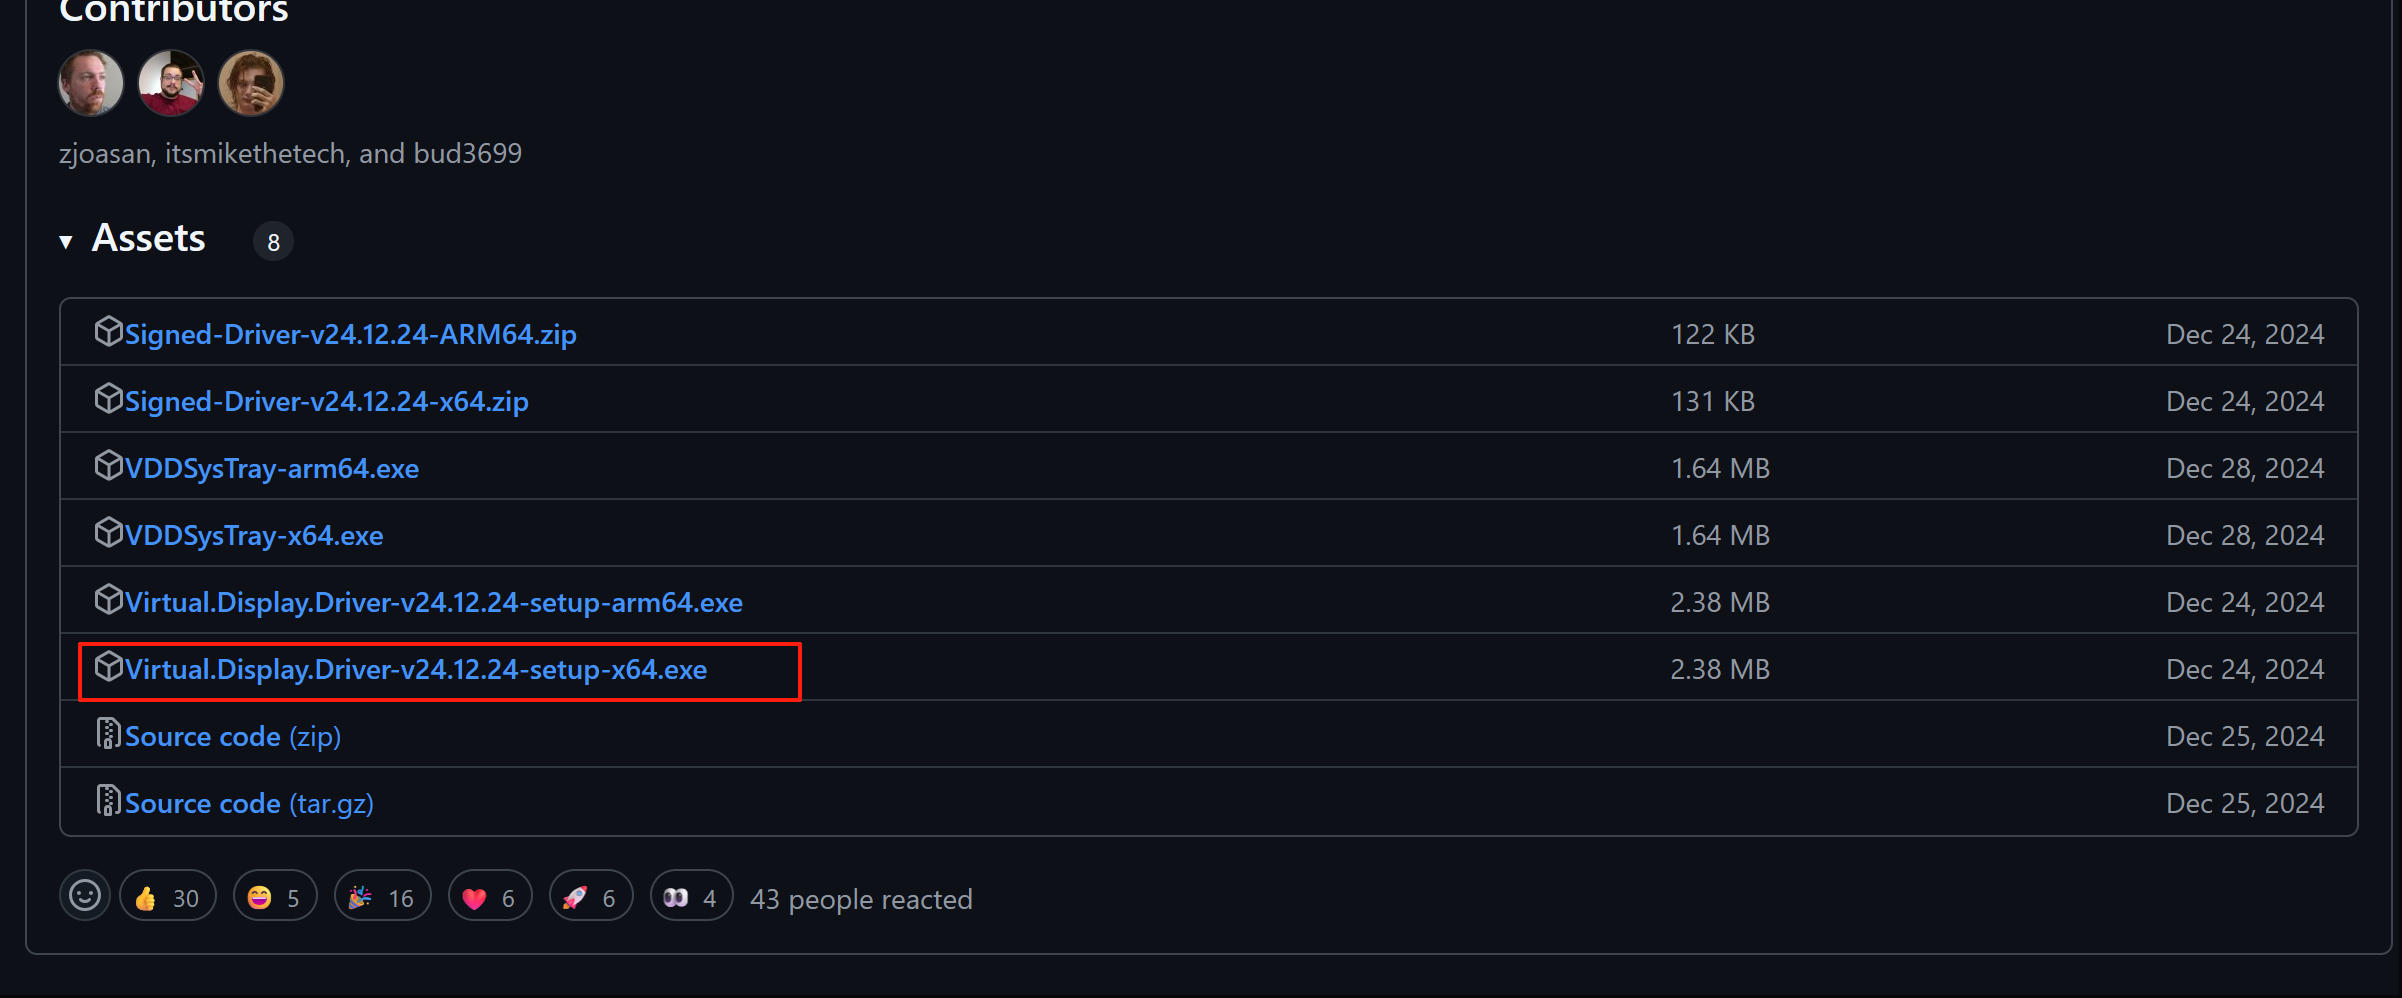 Contributors
zjoasan, itsmikethetech, and bud3699
Assets 8
Signed-Driver-v24.12.24-ARM64.zip 122 KB Dec 24, 2024
Signed-Driver-v24.12.24-x64.zip 131 KB Dec 24, 2024
VDDSysTray-arm64.exe 1.64 MB Dec 28, 2024
VDDSysTray-x64.exe 1.64 MB Dec 28, 2024
Virtual.Display.Driver-v24.12.24-setup-arm64.exe 2.38 MB Dec 24, 2024
Virtual.Display.Driver-v24.12.24-setup-x64.exe 2.38 MB Dec 24, 2024
Source code (zip) Dec 25, 2024
Source code (tar.gz) Dec 25, 2024
👍 30 😄 5 🎉 16 ❤️ 6 🚀 6 👀 4 43 people reacted